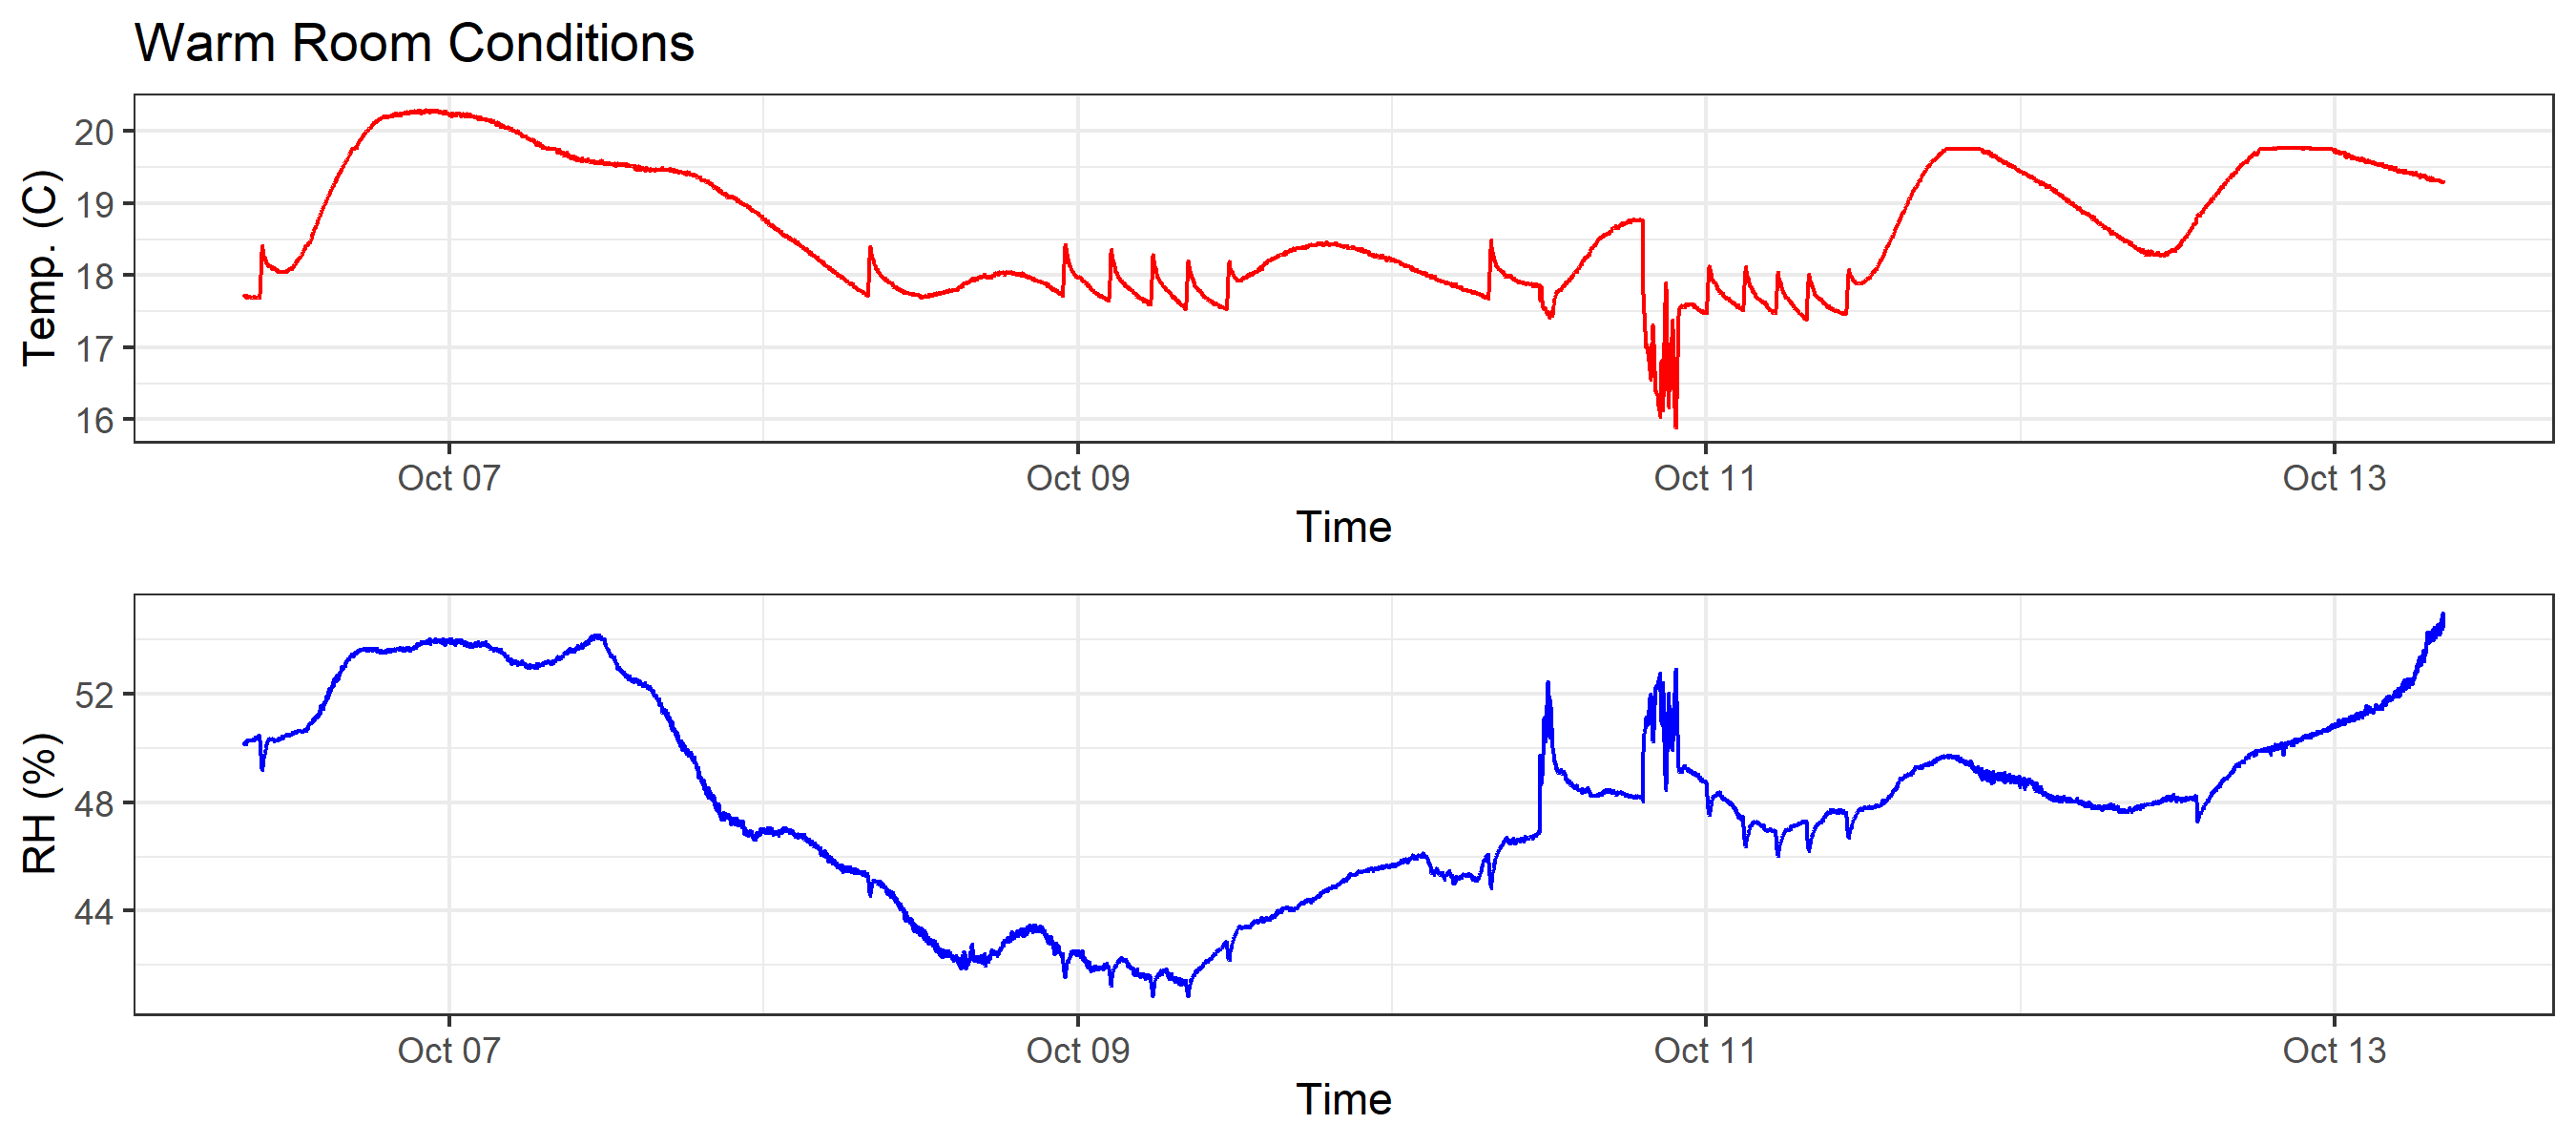 Warm Room Conditions
Temp. (C)
20
19
18
17
16
Oct 07 Oct 09 Oct 11 Oct 13
Time
RH (%)
52
48
44
Oct 07 Oct 09 Oct 11 Oct 13
Time